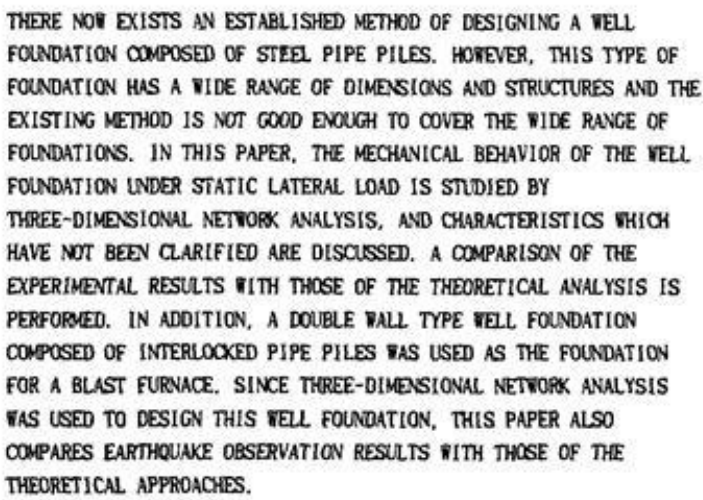 THERE NOW EXISTS AN ESTABLISHED METHOD OF DESIGNING A WELL
FOUNDATION COMPOSED OF STEEL PIPE PILES. HOWEVER, THIS TYPE OF
FOUNDATION HAS A WIDE RANGE OF DIMENSIONS AND STRUCTURES AND THE
EXISTING METHOD IS NOT GOOD ENOUGH TO COVER THE WIDE RANGE OF
FOUNDATIONS. IN THIS PAPER, THE MECHANICAL BEHAVIOR OF THE WELL
FOUNDATION UNDER STATIC LATERAL LOAD IS STUDIED BY
THREE-DIMENSIONAL NETWORK ANALYSIS, AND CHARACTERISTICS WHICH
HAVE NOT BEEN CLARIFIED ARE DISCUSSED. A COMPARISON OF THE
EXPERIMENTAL RESULTS WITH THOSE OF THE THEORETICAL ANALYSIS IS
PERFORMED. IN ADDITION, A DOUBLE WALL TYPE WELL FOUNDATION
COMPOSED OF INTERLOCKED PIPE PILES WAS USED AS THE FOUNDATION
FOR A BLAST FURNACE. SINCE THREE-DIMENSIONAL NETWORK ANALYSIS
WAS USED TO DESIGN THIS WELL FOUNDATION, THIS PAPER ALSO
COMPARES EARTHQUAKE OBSERVATION RESULTS WITH THOSE OF THE
THEORETICAL APPROACHES.